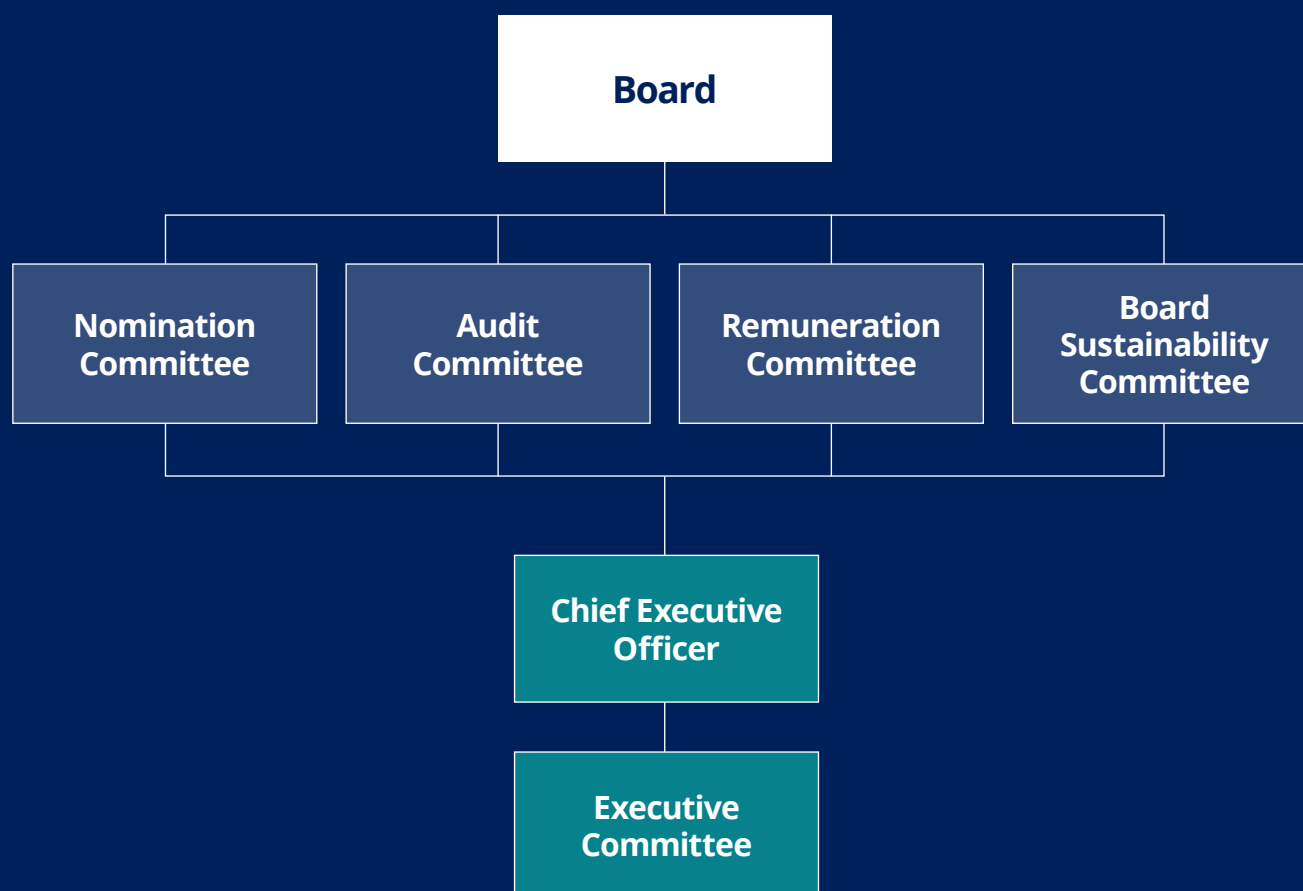 Board
Nomination
Committee
Audit
Committee
Remuneration
Committee
Board
Sustainability
Committee
Chief Executive
Officer
Executive
Committee